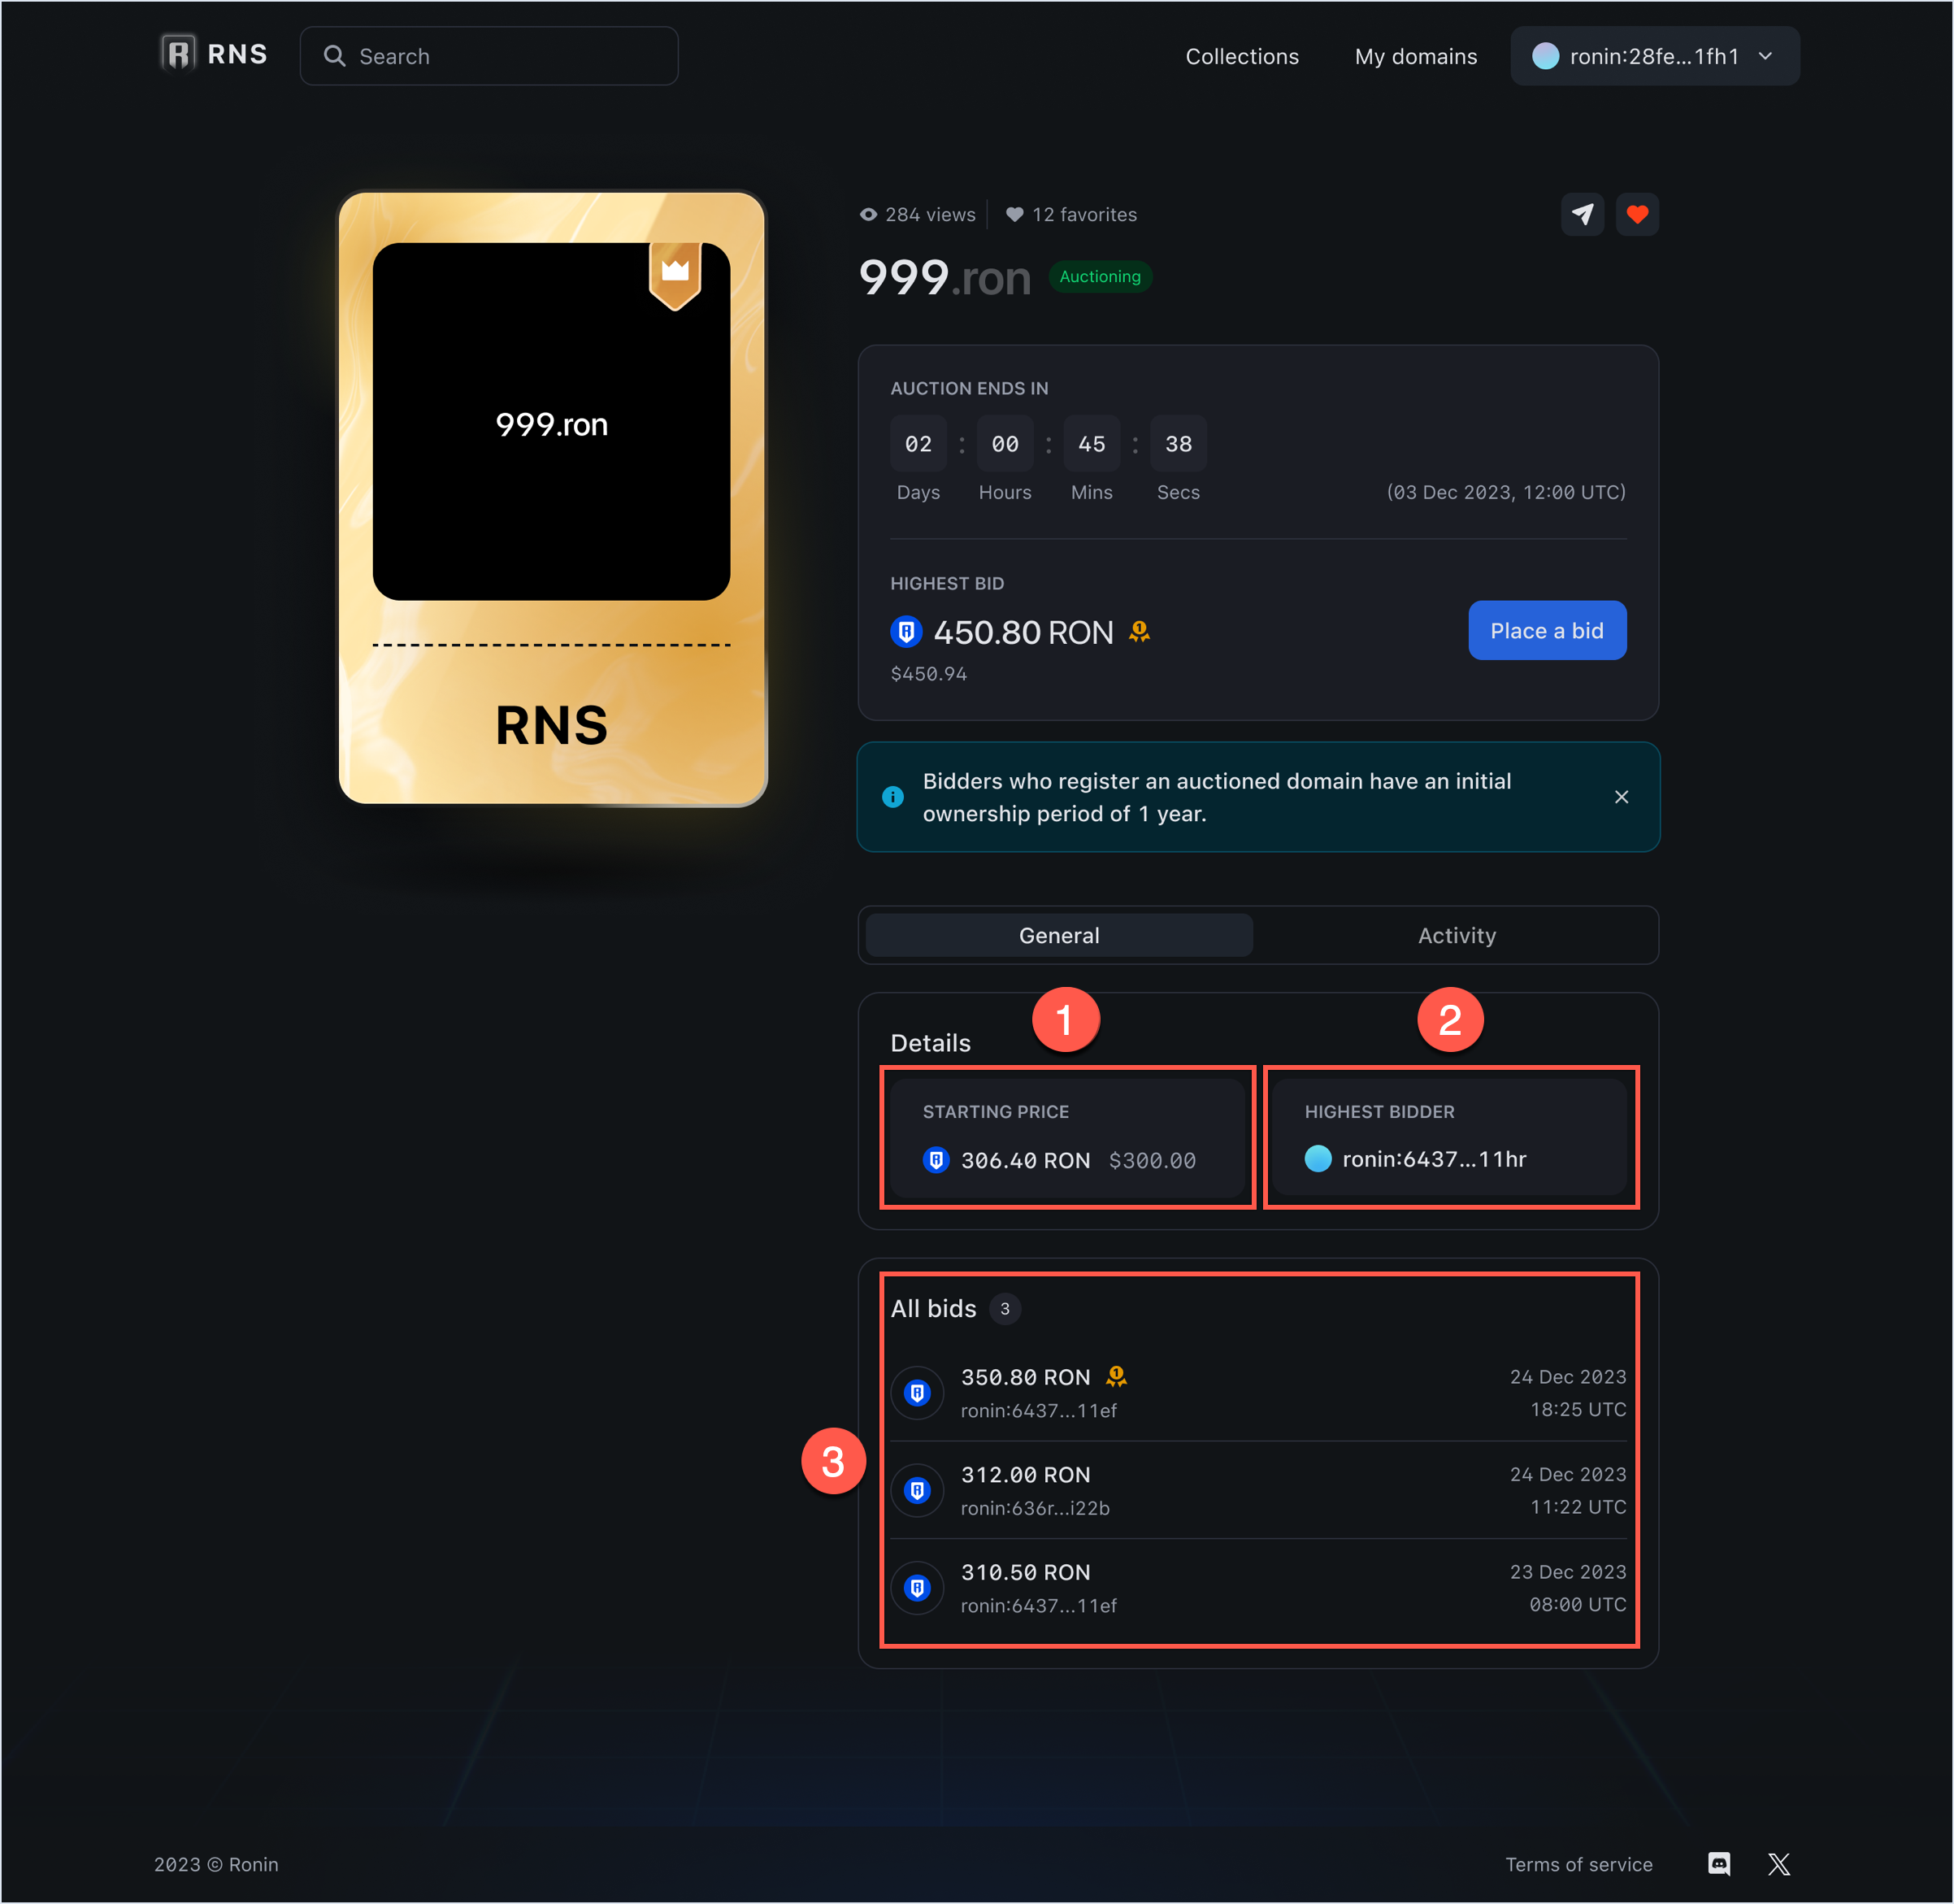 RNS
Search
Collections
My domains
ronin:28fe...1fh1
999.ron
RNS
284 views
12 favorites
999.ron
Auctioning
AUCTION ENDS IN
02 : 00 : 45 : 38
Days Hours Mins Secs
(03 Dec 2023, 12:00 UTC)
HIGHEST BID
450.80 RON
1
$450.94
Place a bid
Bidders who register an auctioned domain have an initial
ownership period of 1 year.
General
Activity
1
2
Details
STARTING PRICE
306.40 RON $300.00
HIGHEST BIDDER
ronin:6437...11hr
All bids 3
3
350.80 RON
1
24 Dec 2023
ronin:6437...11ef
18:25 UTC
312.00 RON
24 Dec 2023
ronin:636r...i22b
11:22 UTC
310.50 RON
23 Dec 2023
ronin:6437...11ef
08:00 UTC
2023 © Ronin
Terms of service